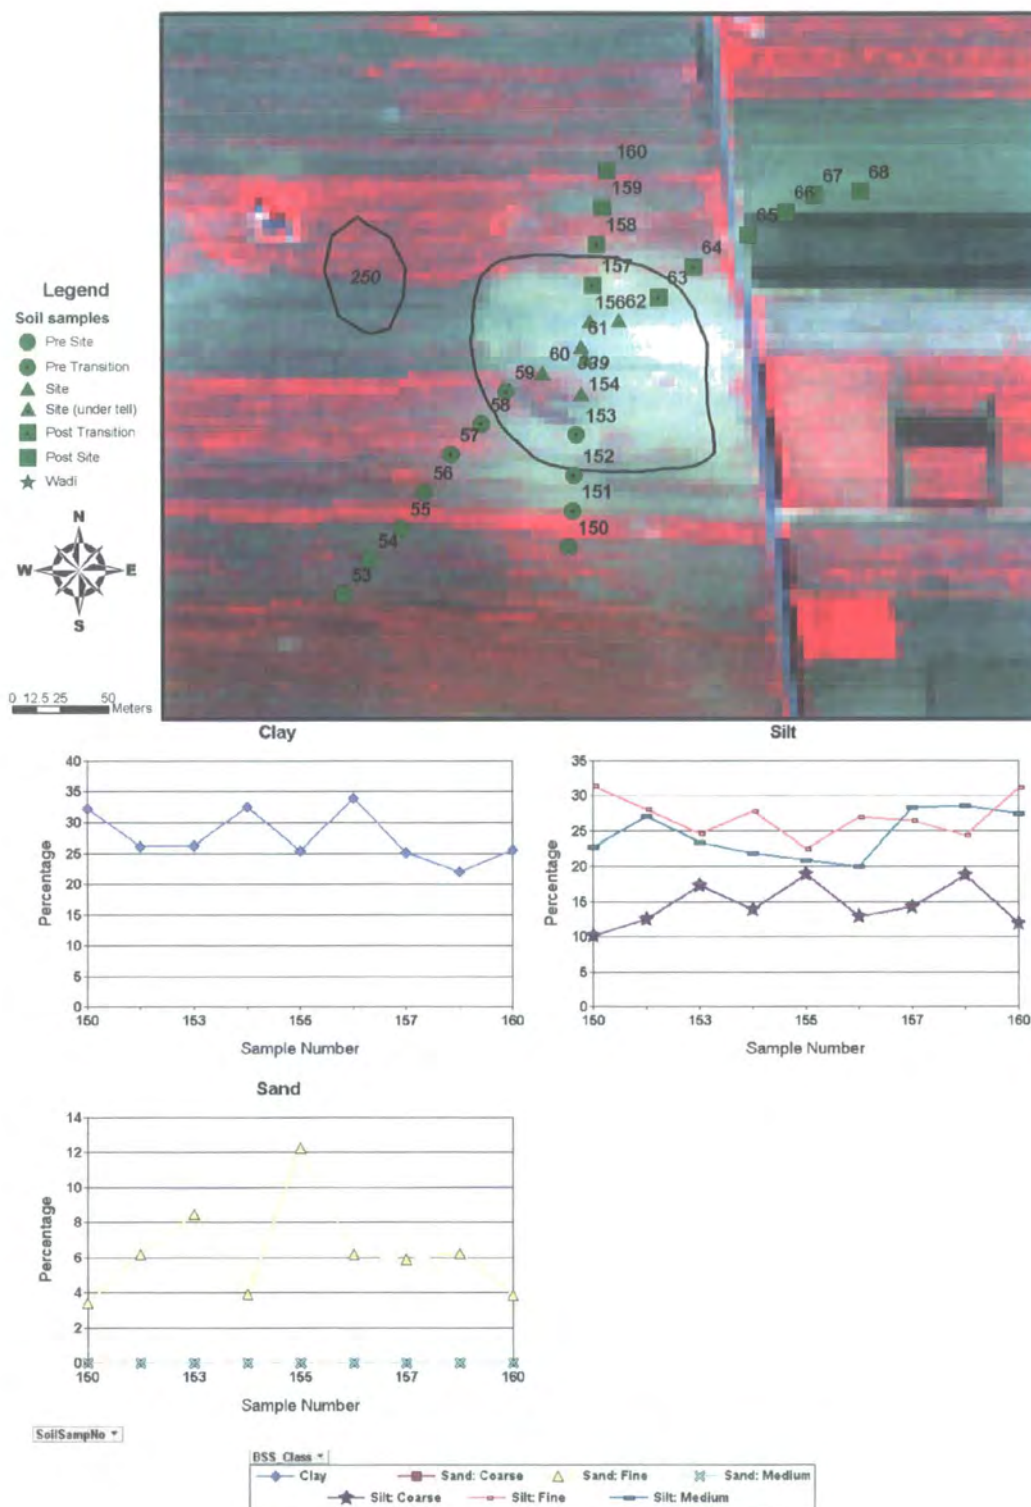 160
159
158
157
156 62
61
60
59
58
57
56
55
54
53
154
153
152
151
150
63
64
65
66
67
68
250
Legend
Soil samples
Pre Site
Pre Transition
Site
Site (under tell)
Post Transition
Post Site
Wadi
N
W E
S
0 12.5 25 50
Meters
Clay
40
35
30
25
20
15
10
5
0
Percentage
150 153 155 157 160
Sample Number
Silt
35
30
25
20
15
10
5
0
Percentage
150 153 155 157 160
Sample Number
Sand
14
12
10
8
6
4
2
0
Percentage
150 153 155 157 160
Sample Number
SoilSampNo
BSS_Class
Clay Sand: Coarse Sand: Fine Sand: Medium
Silt: Coarse Silt: Fine Silt: Medium